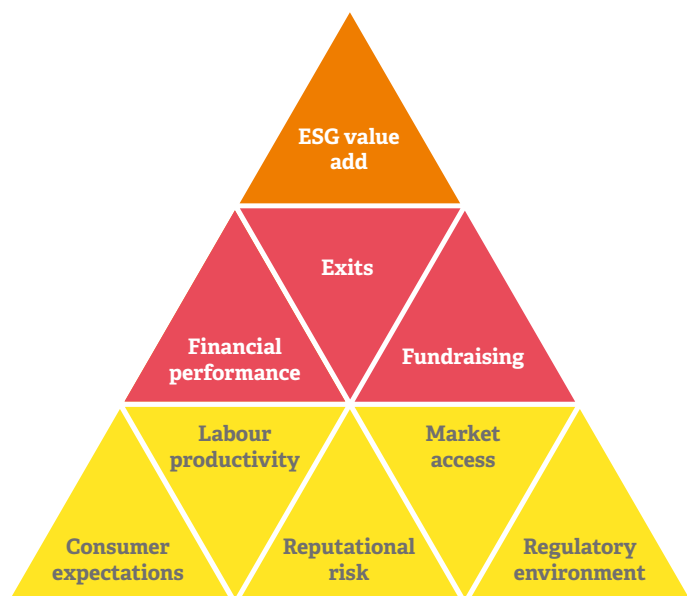 ESG value
add
Exits
Financial
performance
Fundraising
Labour
productivity
Market
access
Consumer
expectations
Reputational
risk
Regulatory
environment